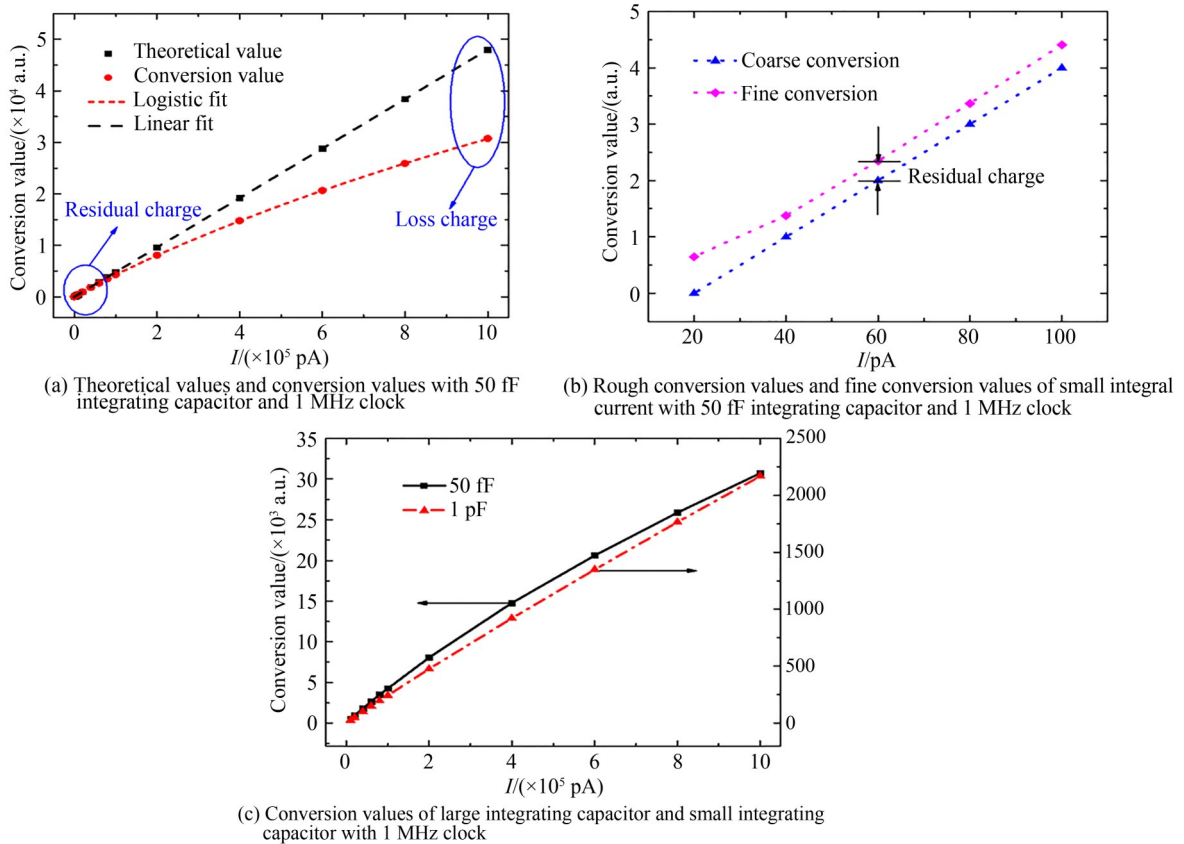 5
4
3
2
1
0
Conversion value/(×10⁴ a.u.)
Theoretical value
Conversion value
Logistic fit
Linear fit
Residual charge
Loss charge
0 2 4 6 8 10
I/(×10⁵ pA)
(a) Theoretical values and conversion values with 50 fF
integrating capacitor and 1 MHz clock
5
4
3
2
1
0
Conversion value/(a.u.)
Coarse conversion
Fine conversion
Residual charge
20 40 60 80 100
I/pA
(b) Rough conversion values and fine conversion values of small integral
current with 50 fF integrating capacitor and 1 MHz clock
35
30
25
20
15
10
5
0
Conversion value/(×10³ a.u.)
50 fF
1 pF
2500
2000
1500
1000
500
0
0 2 4 6 8 10
I/(×10⁵ pA)
(c) Conversion values of large integrating capacitor and small integrating
capacitor with 1 MHz clock